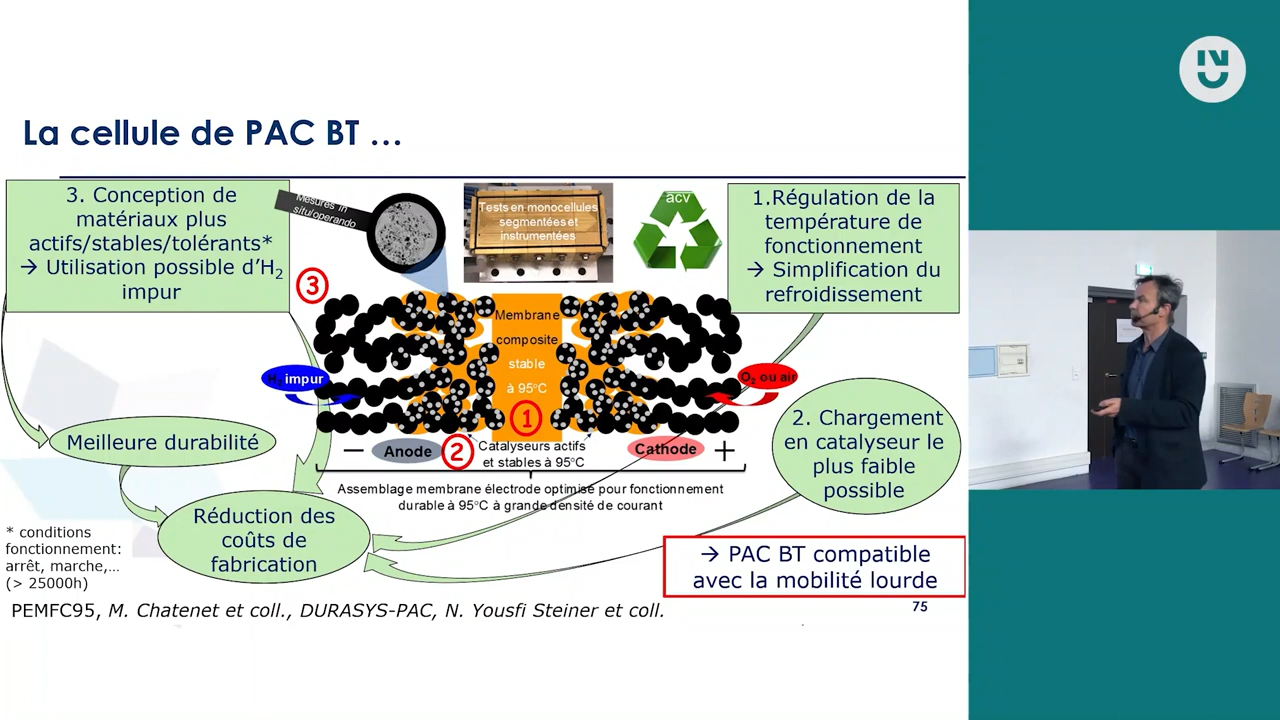 La cellule de PAC BT …
3. Conception de
matériaux plus
actifs/stables/tolérants*
→ Utilisation possible d’H2
impur
Mesures in
situ/operando
Tests en monocellules
segmentées et
instrumentées
acv
1.Régulation de la
température de
fonctionnement
→ Simplification du
refroidissement
3
Membrane
composite
stable
à 95°C
1
H2 impur
O2 ou air
Meilleure durabilité
− Anode
2
Catalyseurs actifs
et stables à 95°C
Cathode +
2. Chargement
en catalyseur le
plus faible
possible
Assemblage membrane électrode optimisé pour fonctionnement
durable à 95°C à grande densité de courant
Réduction des
coûts de
fabrication
* conditions
fonctionnement:
arrêt, marche,…
(> 25000h)
→ PAC BT compatible
avec la mobilité lourde
PEMFC95, M. Chatenet et coll., DURASYS-PAC, N. Yousfi Steiner et coll.
75